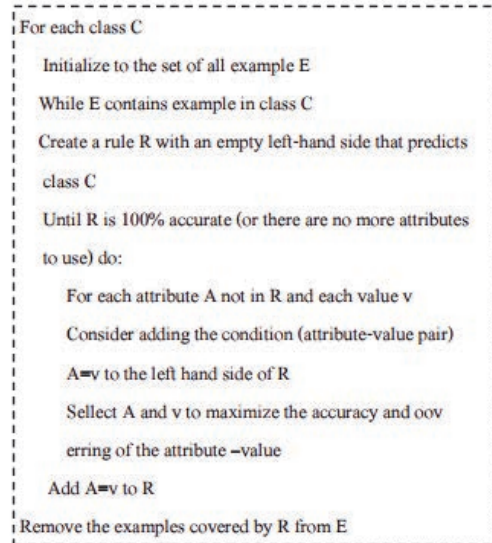 For each class C
Initialize to the set of all example E
While E contains example in class C
Create a rule R with an empty left-hand side that predicts
class C
Until R is 100% accurate (or there are no more attributes
to use) do:
For each attribute A not in R and each value v
Consider adding the condition (attribute-value pair)
A=v to the left hand side of R
Sellect A and v to maximize the accuracy and oov
erring of the attribute –value
Add A=v to R
Remove the examples covered by R from E